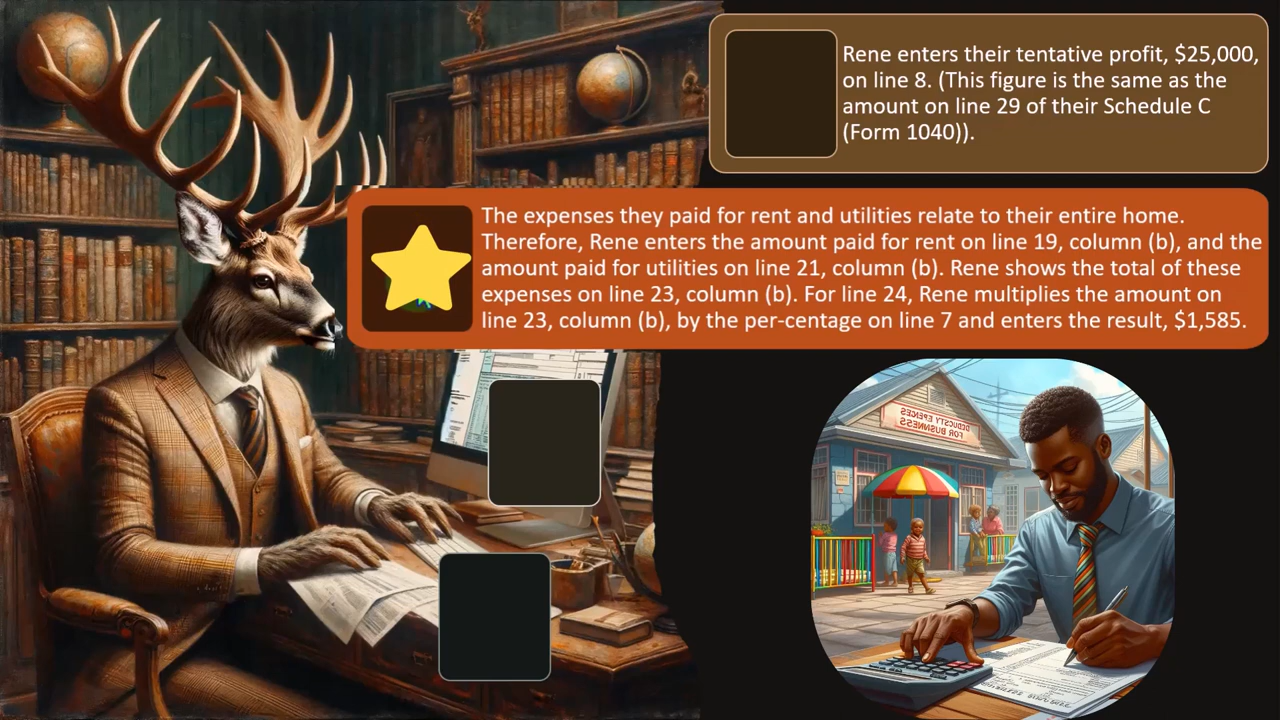 Rene enters their tentative profit, $25,000,
on line 8. (This figure is the same as the
amount on line 29 of their Schedule C
(Form 1040)).
The expenses they paid for rent and utilities relate to their entire home.
Therefore, Rene enters the amount paid for rent on line 19, column (b), and the
amount paid for utilities on line 21, column (b). Rene shows the total of these
expenses on line 23, column (b). For line 24, Rene multiplies the amount on
line 23, column (b), by the per-centage on line 7 and enters the result, $1,585.